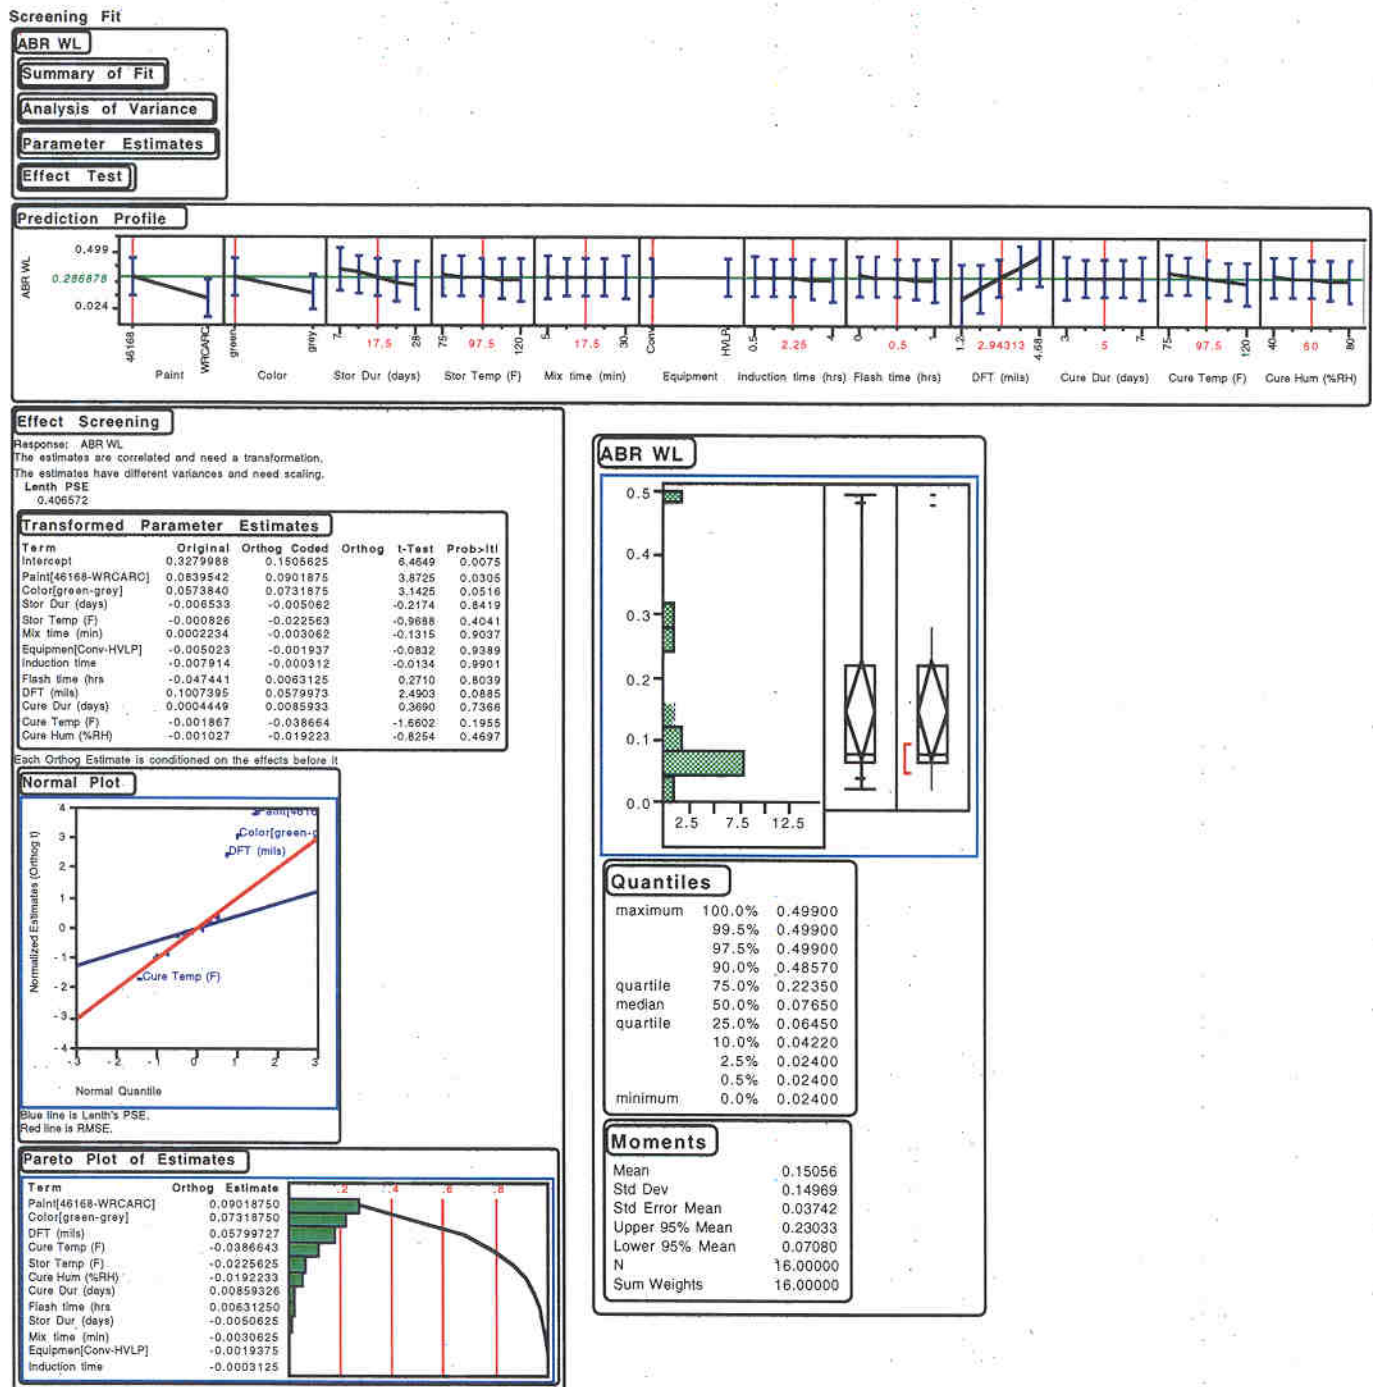 Screening Fit
ABR WL
Summary of Fit
Analysis of Variance
Parameter Estimates
Effect Test
Prediction Profile
ABR WL
0.499
0.286878
0.024
46168 WRCARC green grey 7 17.5 28 75 97.5 120 5 17.5 30 Conv HVLP 0.5 2.25 4 0 0.5 1 1.2 2.94313 4.68 3 5 7 75 97.5 120 40 60 80
Paint Color Stor Dur (days) Stor Temp (F) Mix time (min) Equipment Induction time (hrs) Flash time (hrs) DFT (mils) Cure Dur (days) Cure Temp (F) Cure Hum (%RH)
Effect Screening
Response: ABR WL
The estimates are correlated and need a transformation.
The estimates have different variances and need scaling.
Lenth PSE
0.406572
Transformed Parameter Estimates
Term Original Orthog Coded Orthog t-Test Prob>ltl
Intercept 0.3279988 0.1505625 6.4649 0.0075
Paint[46168-WRCARC] 0.0839542 0.0901875 3.8725 0.0305
Color[green-grey] 0.0573840 0.0731875 3.1425 0.0516
Stor Dur (days) -0.006533 -0.005062 -0.2174 0.8419
Stor Temp (F) -0.000826 -0.022563 -0.9688 0.4041
Mix time (min) 0.0002234 -0.003062 -0.1315 0.9037
Equipmen[Conv-HVLP] -0.005023 -0.001937 -0.0832 0.9389
Induction time -0.007914 -0.000312 -0.0134 0.9901
Flash time (hrs -0.047441 0.0063125 0.2710 0.8039
DFT (mils) 0.1007395 0.0579973 2.4903 0.0885
Cure Dur (days) 0.0004449 0.0085933 0.3690 0.7366
Cure Temp (F) -0.001867 -0.038664 -1.6602 0.1955
Cure Hum (%RH) -0.001027 -0.019223 -0.8254 0.4697
Each Orthog Estimate is conditioned on the effects before it
Normal Plot
Normalized Estimates (Orthog t)
4
3
2
1
0
-1
-2
-3
-4
Color[green-g
DFT (mils)
Cure Temp (F)
-3 -2 -1 0 1 2 3
Normal Quantile
Blue line is Lenth's PSE.
Red line is RMSE.
Pareto Plot of Estimates
Term Orthog Estimate .2 .4 .6 .8
Paint[46168-WRCARC] 0.09018750
Color[green-grey] 0.07318750
DFT (mils) 0.05799727
Cure Temp (F) -0.0386643
Stor Temp (F) -0.0225625
Cure Hum (%RH) -0.0192233
Cure Dur (days) 0.00859326
Flash time (hrs 0.00631250
Stor Dur (days) -0.0050625
Mix time (min) -0.0030625
Equipmen[Conv-HVLP] -0.0019375
Induction time -0.0003125
ABR WL
0.5
0.4
0.3
0.2
0.1
0.0
2.5 7.5 12.5
Quantiles
maximum 100.0% 0.49900
99.5% 0.49900
97.5% 0.49900
90.0% 0.48570
quartile 75.0% 0.22350
median 50.0% 0.07650
quartile 25.0% 0.06450
10.0% 0.04220
2.5% 0.02400
0.5% 0.02400
minimum 0.0% 0.02400
Moments
Mean 0.15056
Std Dev 0.14969
Std Error Mean 0.03742
Upper 95% Mean 0.23033
Lower 95% Mean 0.07080
N 16.00000
Sum Weights 16.00000